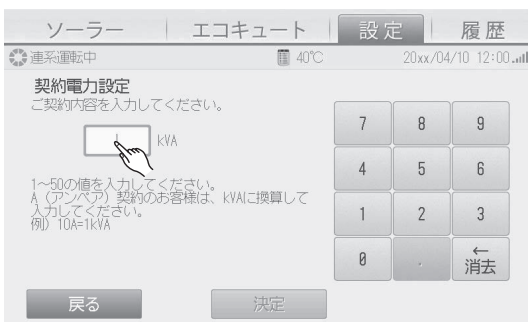 ソーラー エコキュート 設定 履歴
連系運転中 40℃ 20xx/04/10 12:00
契約電力設定
ご契約内容を入力してください。
kVA
1～50の値を入力してください。
A（アンペア）契約のお客様は、kVAに換算して
入力してください。
例）10A=1kVA
7 8 9
4 5 6
1 2 3
0 . ←
消去
戻る 決定